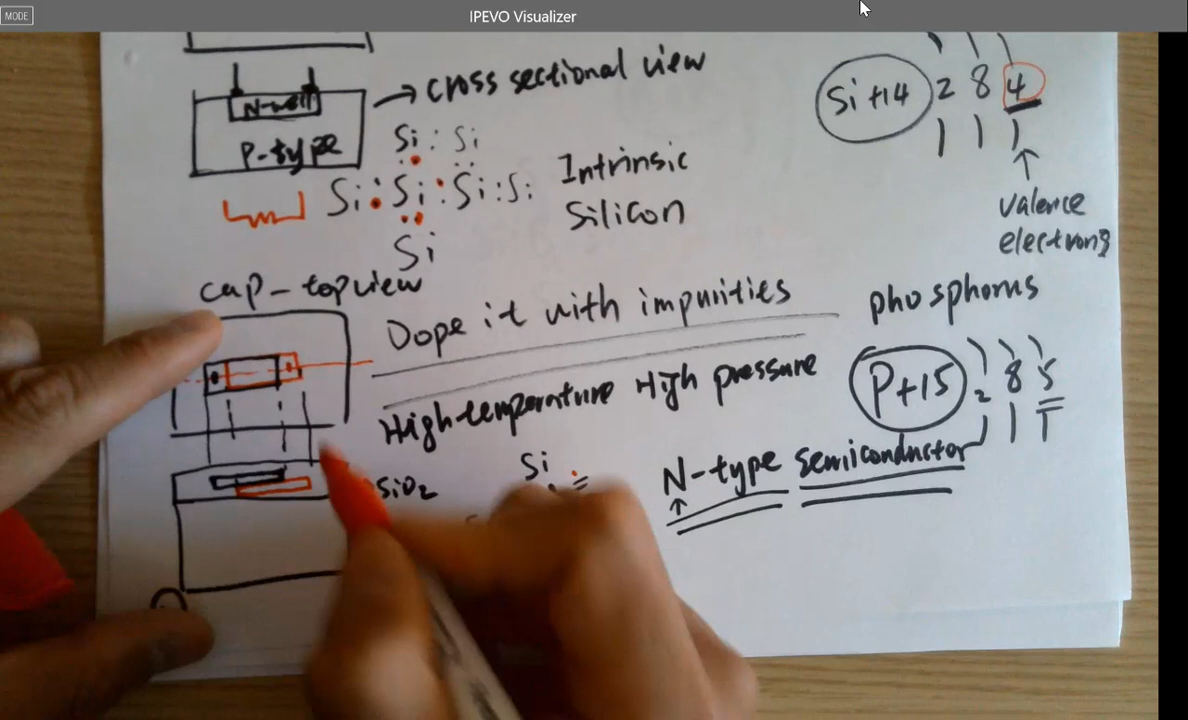 MODE
IPEVO Visualizer
N-well
P-type
cross sectional view
Si+14 2 8 4
valence
electrons
Si : Si
Si : Si : Si : Si
Si
Intrinsic
Silicon
cap-topview
Dope it with impurities
High-temperature High pressure
phosphorus
P+15 2 8 5
SiO2
Si
N-type semiconductor